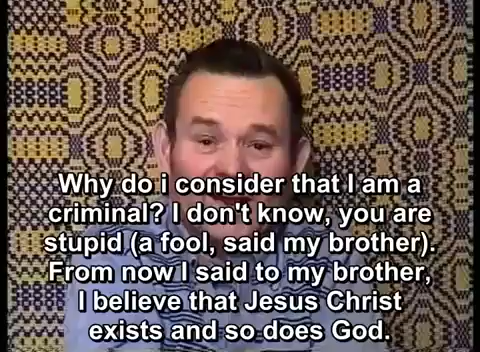 Why do i consider that I am a
criminal? I don't know, you are
stupid (a fool, said my brother).
From now I said to my brother,
I believe that Jesus Christ
exists and so does God.